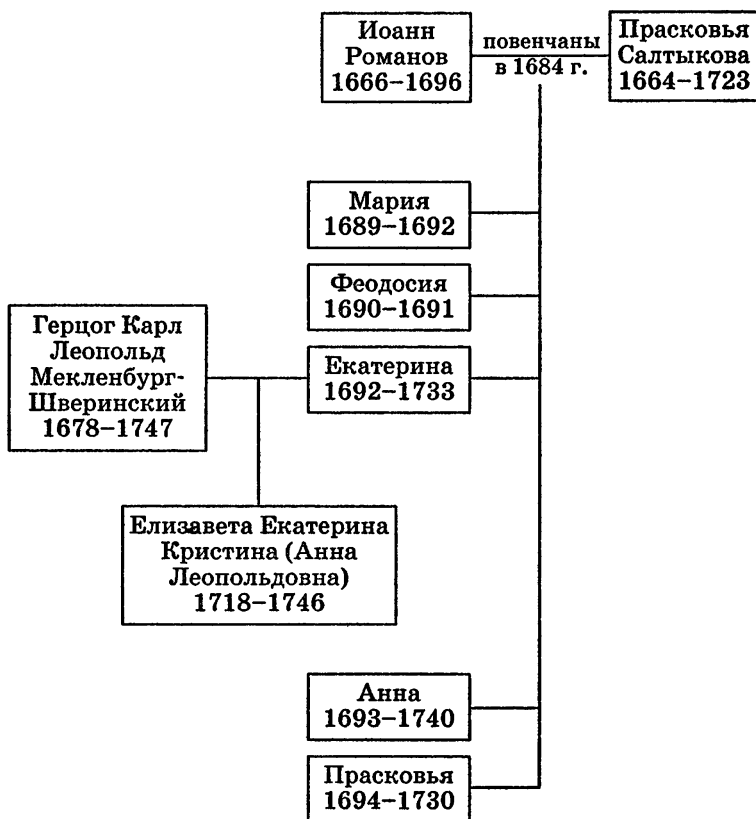 Иоанн
Романов
1666–1696
повенчаны
в 1684 г.
Прасковья
Салтыкова
1664–1723
Мария
1689–1692
Феодосия
1690–1691
Герцог Карл
Леопольд
Мекленбург-
Шверинский
1678–1747
Екатерина
1692–1733
Елизавета Екатерина
Кристина (Анна
Леопольдовна)
1718–1746
Анна
1693–1740
Прасковья
1694–1730